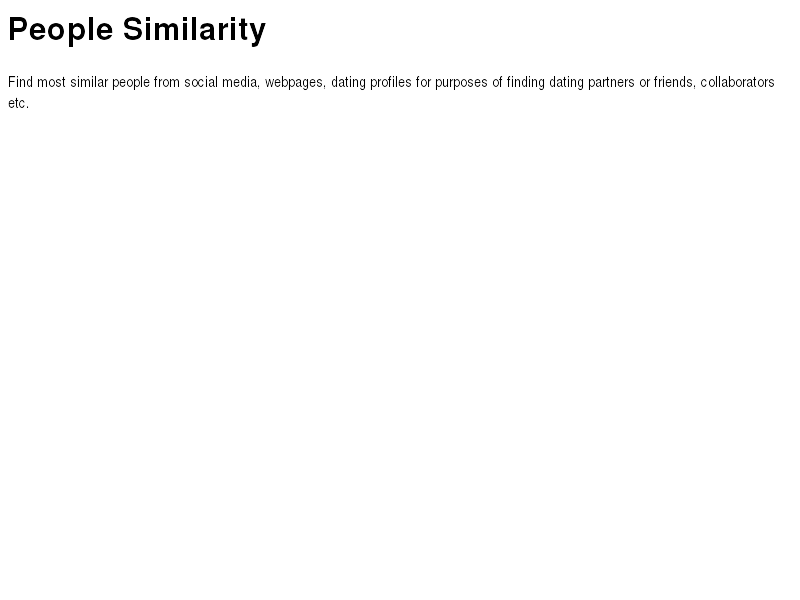 People Similarity
Find most similar people from social media, webpages, dating profiles for purposes of finding dating partners or friends, collaborators
etc.